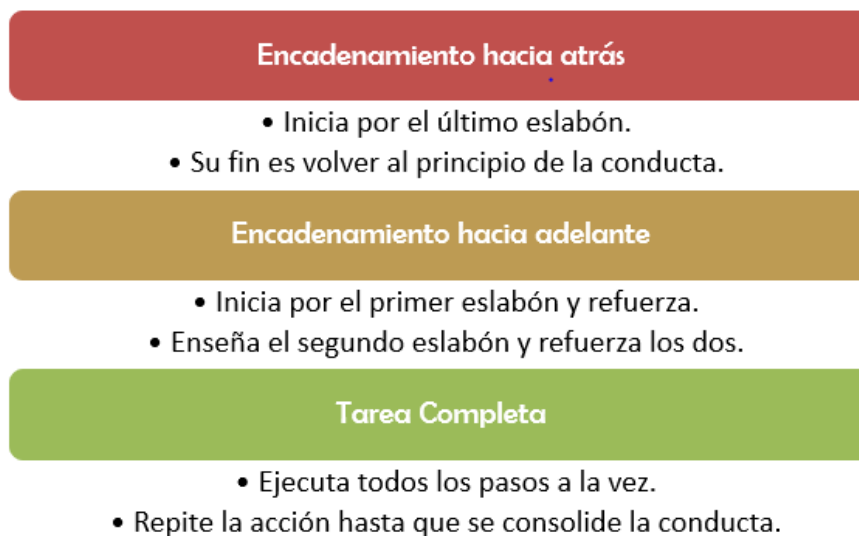 Encadenamiento hacia atrás
• Inicia por el último eslabón.
• Su fin es volver al principio de la conducta.
Encadenamiento hacia adelante
• Inicia por el primer eslabón y refuerza.
• Enseña el segundo eslabón y refuerza los dos.
Tarea Completa
• Ejecuta todos los pasos a la vez.
• Repite la acción hasta que se consolide la conducta.